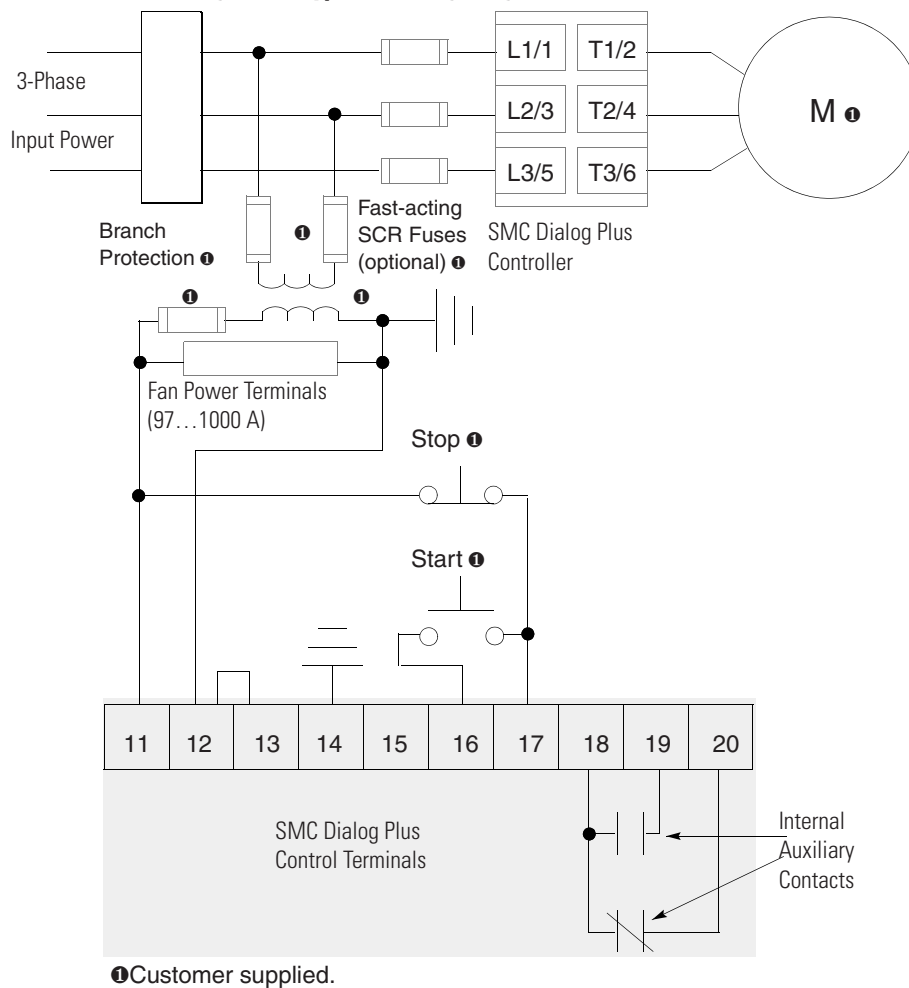 3-Phase
Input Power
L1/1 T1/2
L2/3 T2/4
L3/5 T3/6
M ❶
Branch
Protection ❶
❶
Fast-acting
SCR Fuses
(optional) ❶
SMC Dialog Plus
Controller
❶
❶
Fan Power Terminals
(97…1000 A)
Stop ❶
Start ❶
11 12 13 14 15 16 17 18 19 20
SMC Dialog Plus
Control Terminals
Internal
Auxiliary
Contacts
❶Customer supplied.